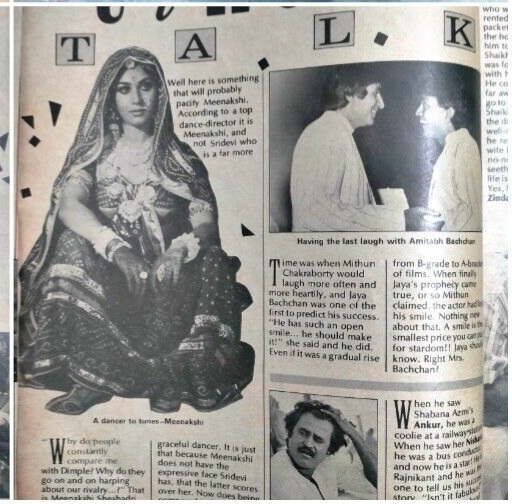 TALK
Well here is something
that will probably
pacify Meenakshi.
According to a top
dance-director it is
Meenakshi, and
not Sridevi who
is a far more
A dancer to tunes—Meenakshi
Why do people
constantly
compare me
with Dimple? Why do they
go on and on harping
about our rivalry...?" That
is Meenakshi Sheshadri
graceful dancer. It is just
that because Meenakshi
does not have the
expressive face Sridevi
has, that the latter scores
over her. Now does being
Having the last laugh with Amitabh Bachchan
Time was when Mithun
Chakraborty would
laugh more often and
more heartily, and Jaya
Bachchan was one of the
first to predict his success.
"He has such an open
smile... he should make
it!" she said and he did.
Even if it was a gradual rise
from B-grade to A-
of films. When finally
Jaya's prophecy came
true, or so Mithun
claimed, the actor had
his smile. Nothing new
about that. A smile is the
smallest price you can
for stardom!! Jaya should
know. Right Mrs.
Bachchan?
When he saw
Shabana Azmi's
Ankur, he was a
coolie at a railway
When he saw her
he was a bus conductor
and now he is a star!
Rajnikant and he was the
one to tell us his success
story. "Isn't it fabulous
who w
rented
packet
the ho
him to
Shaikh
was fo
with h
He co
far aw
go to
Shaikh
the di
well-
he re
wife
no-no
seeth
life is
Yes,
Zinda